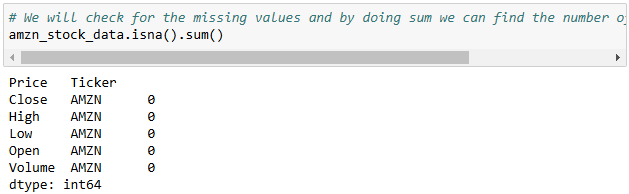 # We will check for the missing values and by doing sum we can find the number
amzn_stock_data.isna().sum()
Price Ticker
Close AMZN 0
High AMZN 0
Low AMZN 0
Open AMZN 0
Volume AMZN 0
dtype: int64